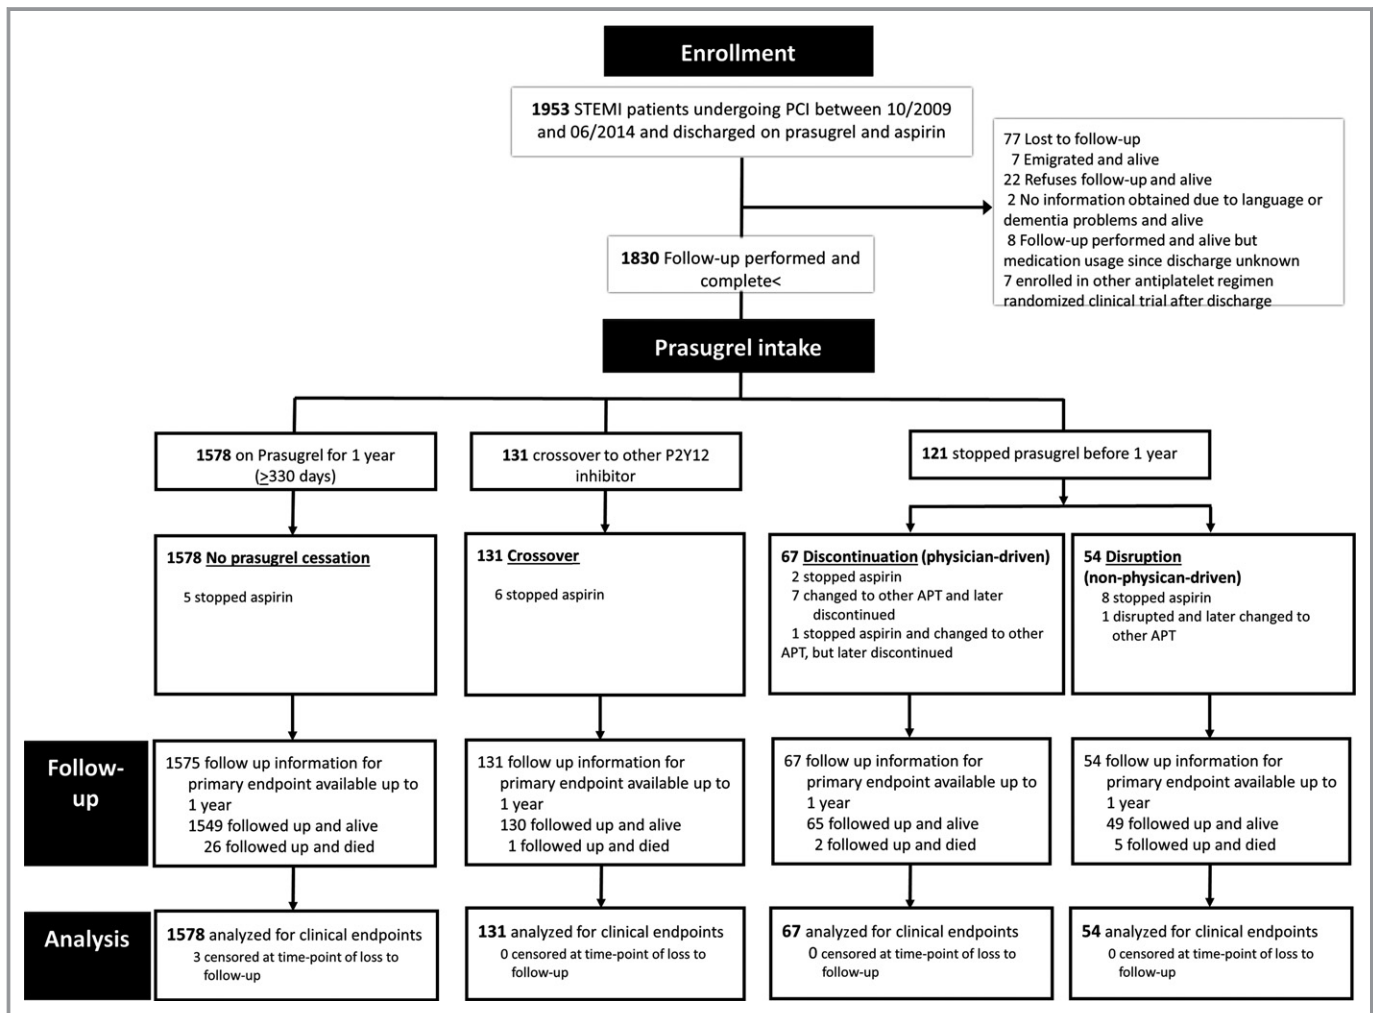 Enrollment
1953 STEMI patients undergoing PCI between 10/2009
and 06/2014 and discharged on prasugrel and aspirin
77 Lost to follow-up
7 Emigrated and alive
22 Refuses follow-up and alive
2 No information obtained due to language or
dementia problems and alive
8 Follow-up performed and alive but
medication usage since discharge unknown
7 enrolled in other antiplatelet regimen
randomized clinical trial after discharge
1830 Follow-up performed and
complete<
Prasugrel intake
1578 on Prasugrel for 1 year
(≥330 days)
131 crossover to other P2Y12
inhibitor
121 stopped prasugrel before 1 year
1578 No prasugrel cessation
5 stopped aspirin
131 Crossover
6 stopped aspirin
67 Discontinuation (physician-driven)
2 stopped aspirin
7 changed to other APT and later
discontinued
1 stopped aspirin and changed to other
APT, but later discontinued
54 Disruption
(non-physican-driven)
8 stopped aspirin
1 disrupted and later changed to
other APT
Follow-
up
1575 follow up information for
primary endpoint available up to
1 year
1549 followed up and alive
26 followed up and died
131 follow up information for
primary endpoint available up to
1 year
130 followed up and alive
1 followed up and died
67 follow up information for
primary endpoint available up to
1 year
65 followed up and alive
2 followed up and died
54 follow up information for
primary endpoint available up to
1 year
49 followed up and alive
5 followed up and died
Analysis
1578 analyzed for clinical endpoints
3 censored at time-point of loss to
follow-up
131 analyzed for clinical endpoints
0 censored at time-point of loss to
follow-up
67 analyzed for clinical endpoints
0 censored at time-point of loss to
follow-up
54 analyzed for clinical endpoints
0 censored at time-point of loss to
follow-up